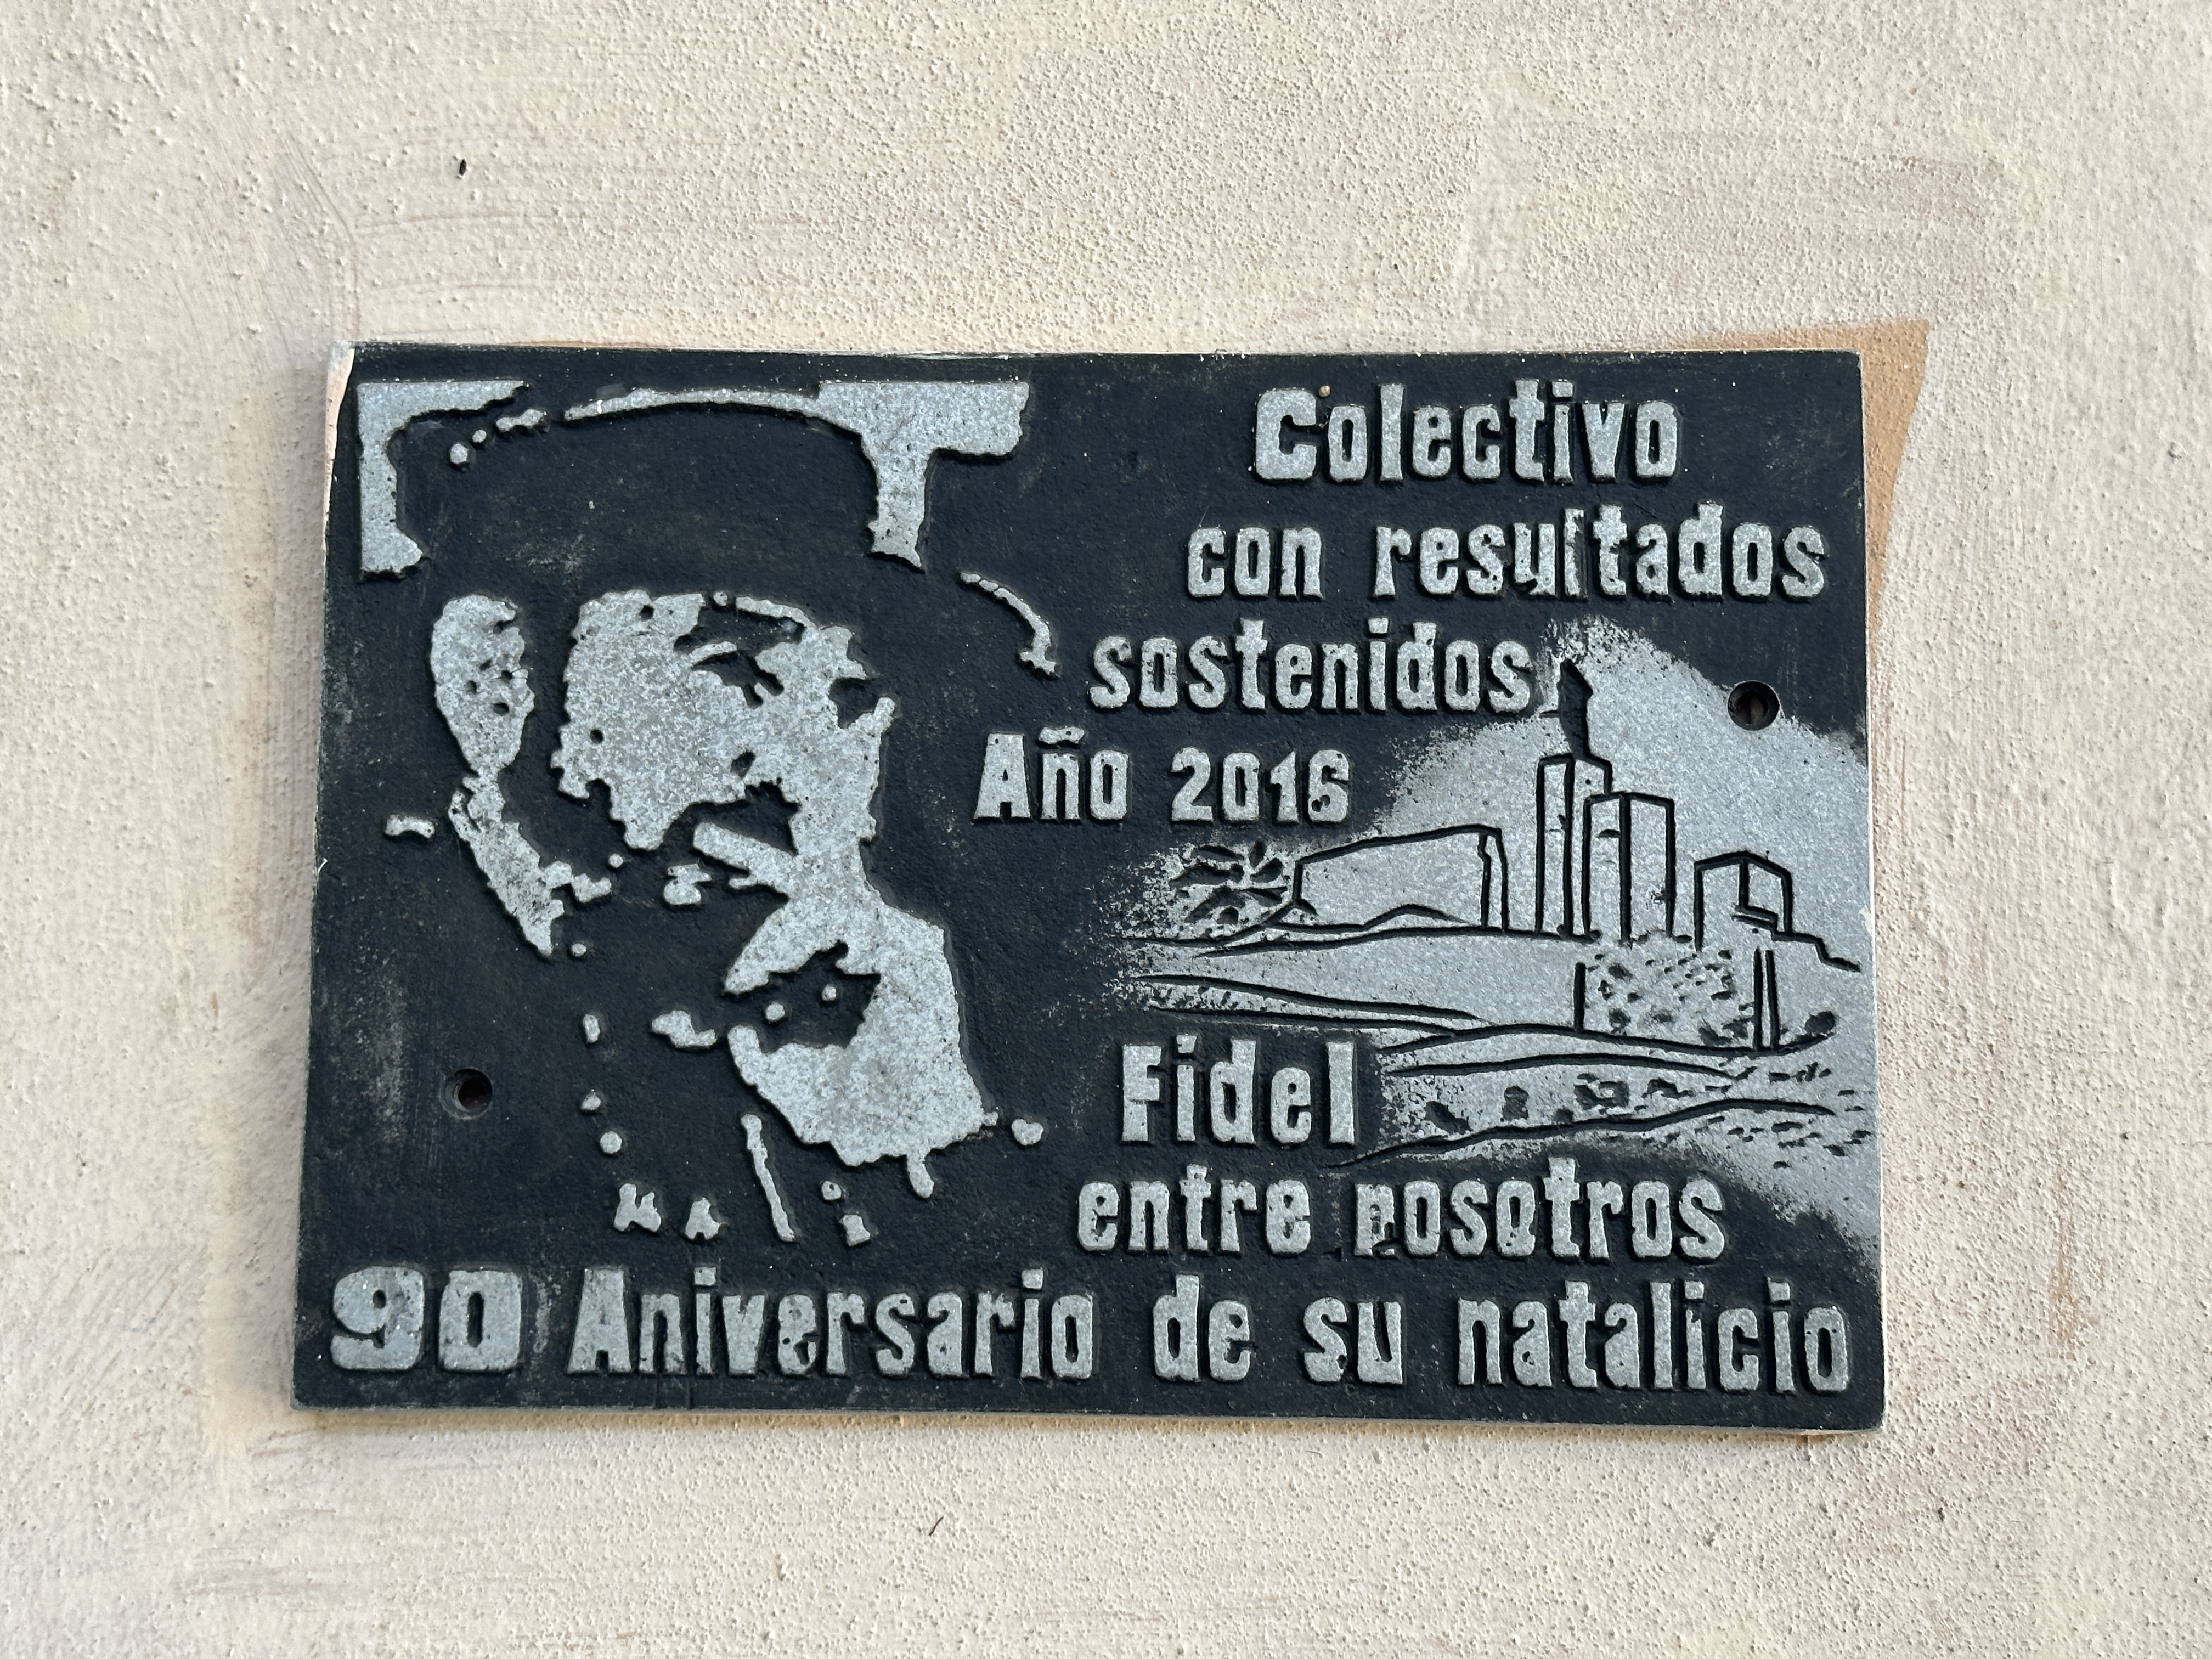 Colectivo
con resultados
sostenidos
Año 2016
Fidel
entre nosotros
90 Aniversario de su natalicio